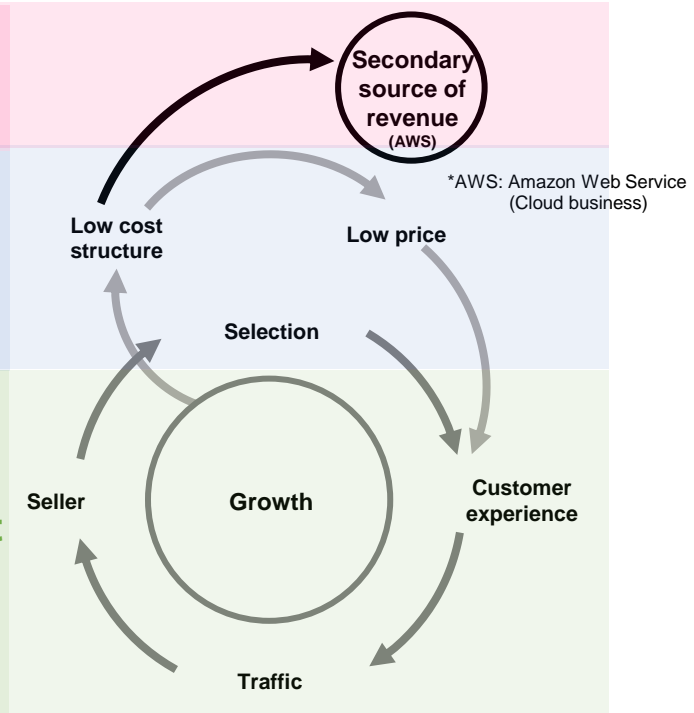 Secondary
source of
revenue
(AWS)
*AWS: Amazon Web Service
(Cloud business)
Low cost
structure
Low price
Selection
Seller
Growth
Customer
experience
Traffic